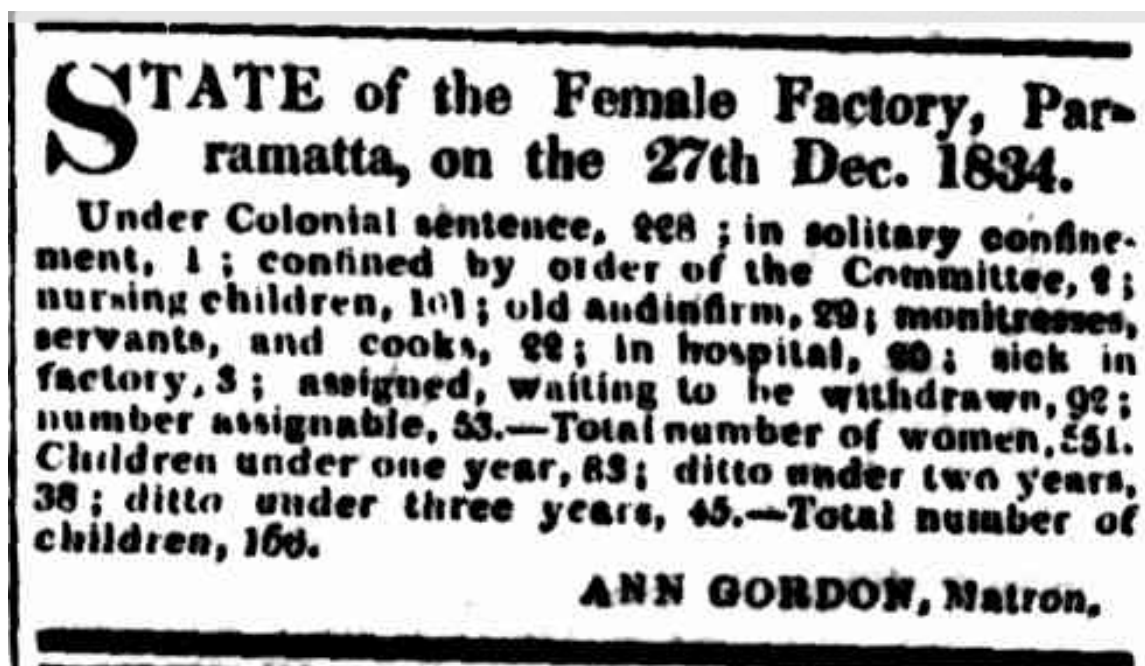 STATE of the Female Factory, Par-
ramatta, on the 27th Dec. 1834.
Under Colonial sentence, 228 ; in solitary confine-
ment, 1 ; confined by order of the Committee, 2 ;
nursing children, 101 ; old andinfirm, 29 ; monitresses,
servants, and cooks, 22 ; in hospital, 20 ; sick in
factory, 3 ; assigned, waiting to be withdrawn, 92 ;
number assignable, 53.—Total number of women, 551.
Children under one year, 83 ; ditto under two years,
38 ; ditto under three years, 45.—Total number of
children, 166.
ANN GORDON, Matron.